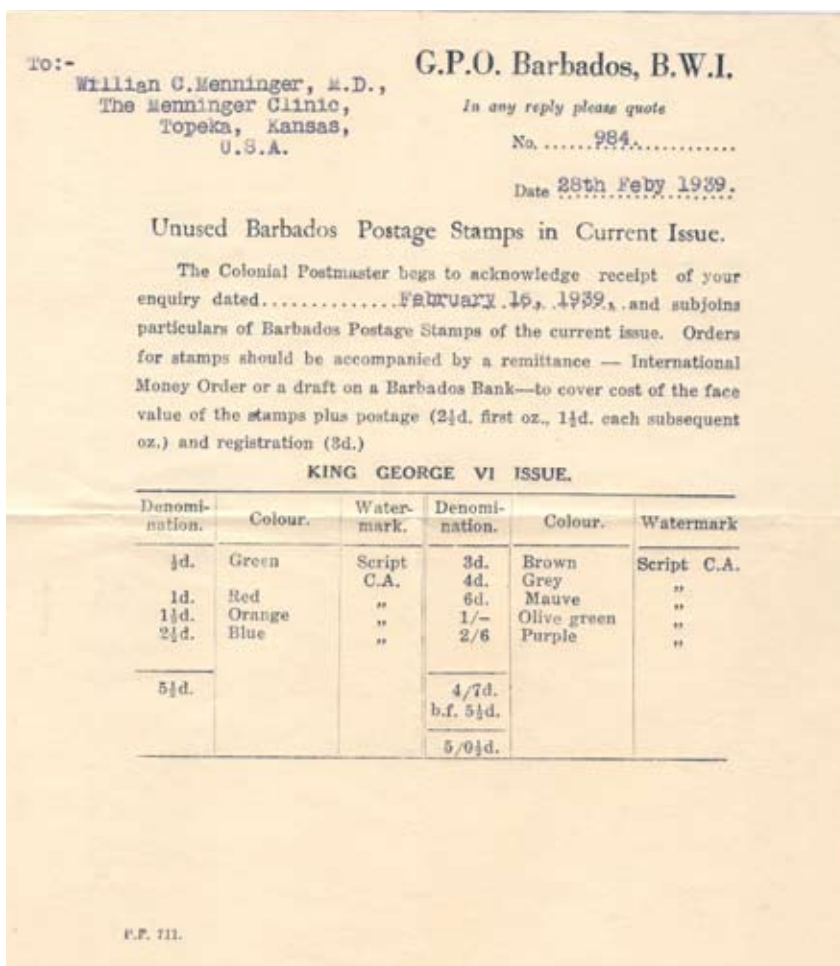 To:-
Willian C.Menninger, M.D.,
The Menninger Clinic,
Topeka, Kansas,
U.S.A.
G.P.O. Barbados, B.W.I.
In any reply please quote
No. ......984.............
Date 28th Feby 1939.
Unused Barbados Postage Stamps in Current Issue.
The Colonial Postmaster begs to acknowledge receipt of your
enquiry dated..............February 16, 1939, and subjoins
particulars of Barbados Postage Stamps of the current issue. Orders
for stamps should be accompanied by a remittance — International
Money Order or a draft on a Barbados Bank—to cover cost of the face
value of the stamps plus postage (2½d. first oz., 1½d. each subsequent
oz.) and registration (3d.)
KING GEORGE VI ISSUE.
Denomi-nation. Colour. Water-mark. Denomi-nation. Colour. Watermark
½d. Green Script 3d. Brown Script C.A.
C.A. 4d. Grey „
1d. Red „ 6d. Mauve „
1½d. Orange „ 1/– Olive green „
2½d. Blue „ 2/6 Purple „
5½d. 4/7d.
b.f. 5½d.
5/0½d.
P.P. 711.